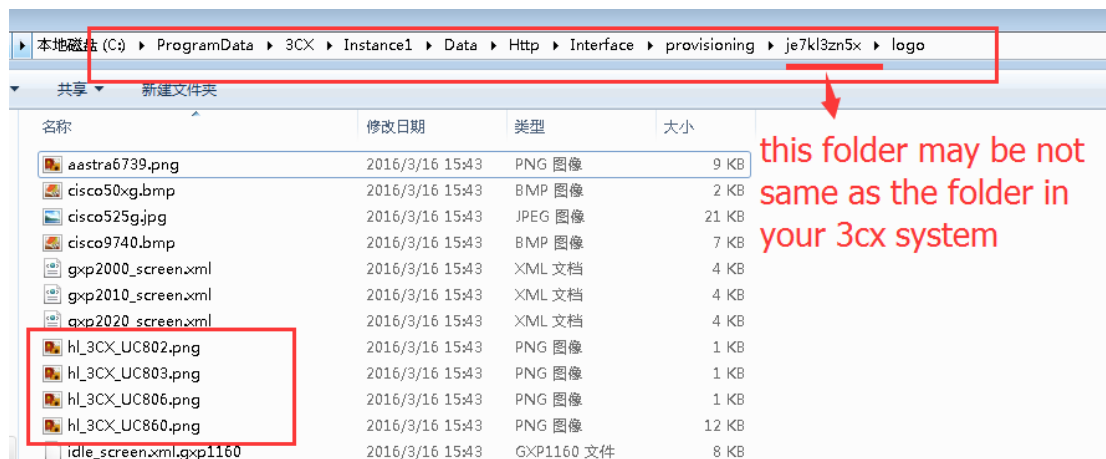 本地磁盘 (C:) ▸ ProgramData ▸ 3CX ▸ Instance1 ▸ Data ▸ Http ▸ Interface ▸ provisioning ▸ je7kl3zn5x ▸ logo
共享 新建文件夹
名称 修改日期 类型 大小
aastra6739.png 2016/3/16 15:43 PNG 图像 9 KB
cisco50xg.bmp 2016/3/16 15:43 BMP 图像 2 KB
cisco525g.jpg 2016/3/16 15:43 JPEG 图像 21 KB
cisco9740.bmp 2016/3/16 15:43 BMP 图像 7 KB
gxp2000_screen.xml 2016/3/16 15:43 XML 文档 4 KB
gxp2010_screen.xml 2016/3/16 15:43 XML 文档 4 KB
gxp2020_screen.xml 2016/3/16 15:43 XML 文档 4 KB
hl_3CX_UC802.png 2016/3/16 15:43 PNG 图像 1 KB
hl_3CX_UC803.png 2016/3/16 15:43 PNG 图像 1 KB
hl_3CX_UC806.png 2016/3/16 15:43 PNG 图像 1 KB
hl_3CX_UC860.png 2016/3/16 15:43 PNG 图像 12 KB
idle_screen.xml.gxp1160 2016/3/16 15:43 GXP1160 文件 8 KB
this folder may be not
same as the folder in
your 3cx system